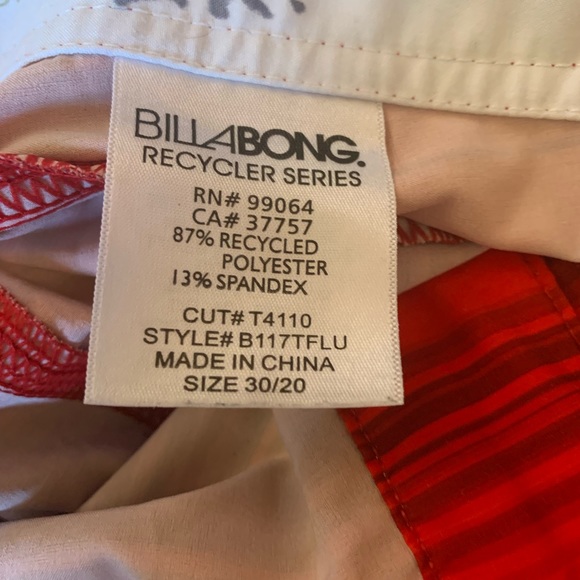 BILLABONG.
RECYCLER SERIES
RN# 99064
CA# 37757
87% RECYCLED
POLYESTER
13% SPANDEX
CUT# T4110
STYLE# B117TFLU
MADE IN CHINA
SIZE 30/20